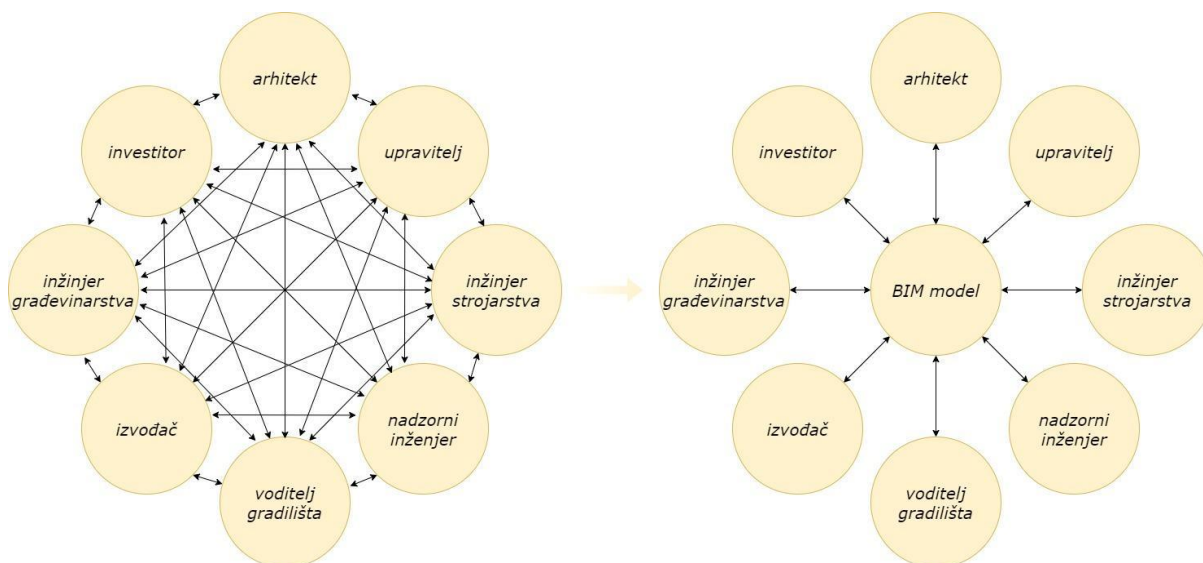 arhitekt
investitor
upravitelj
inžinjer
građevinarstva
inžinjer
strojarstva
izvođač
nadzorni
inženjer
voditelj
gradilišta
arhitekt
investitor
upravitelj
inžinjer
građevinarstva
BIM model
inžinjer
strojarstva
izvođač
nadzorni
inženjer
voditelj
gradilišta